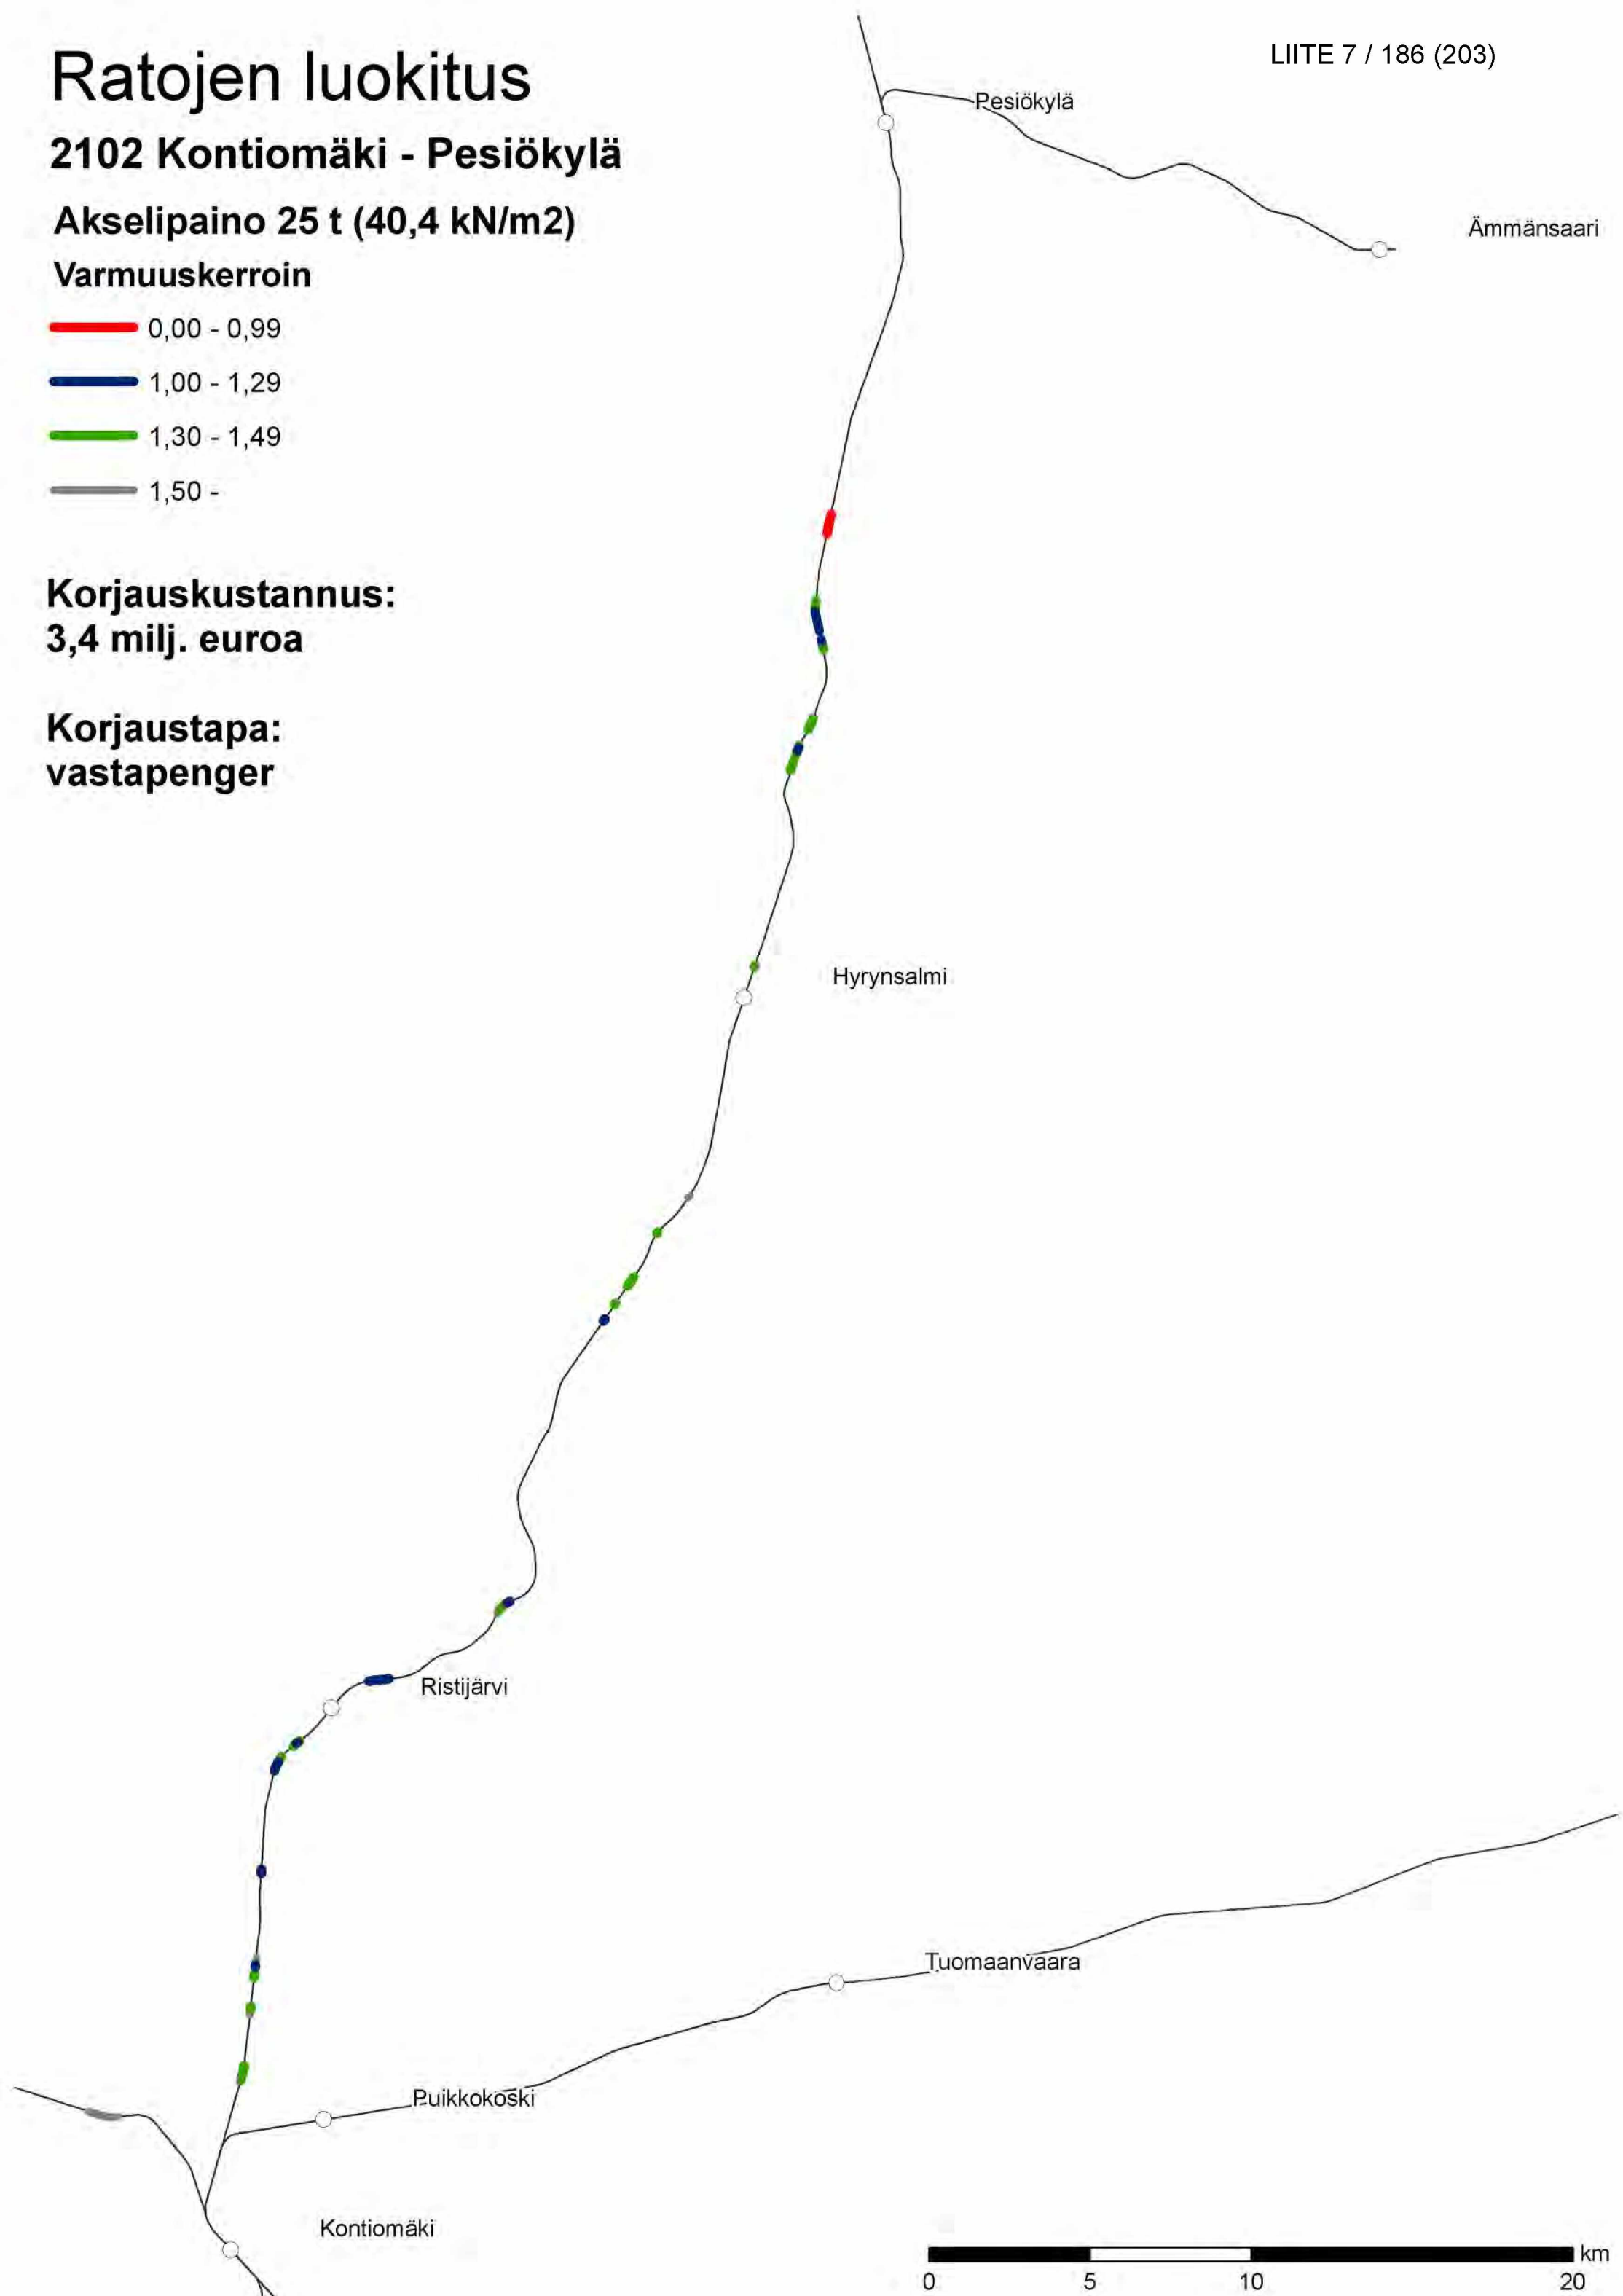 LIITE 7 / 186 (203)
Ratojen luokitus
2102 Kontiomäki - Pesiökylä
Akselipaino 25 t (40,4 kN/m2)
Varmuuskerroin
0,00 - 0,99
1,00 - 1,29
1,30 - 1,49
1,50 -
Korjauskustannus:
3,4 milj. euroa
Korjaustapa:
vastapenger
Pesiökylä
Ämmänsaari
Hyrynsalmi
Ristijärvi
Tuomaanvaara
Puikkokoski
Kontiomäki
km
0 5 10 20